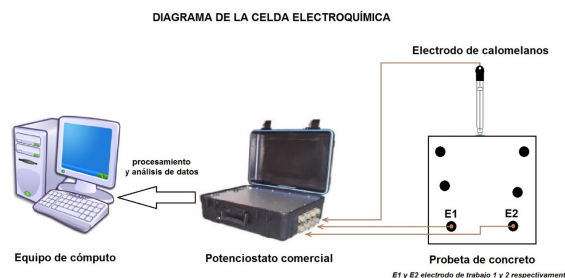 DIAGRAMA DE LA CELDA ELECTROQUÍMICA
Electrodo de calomelanos
procesamiento
y análisis de datos
E1 E2
Equipo de cómputo
Potenciostato comercial
Probeta de concreto
E1 y E2 electrodo de trabajo 1 y 2 respectivament